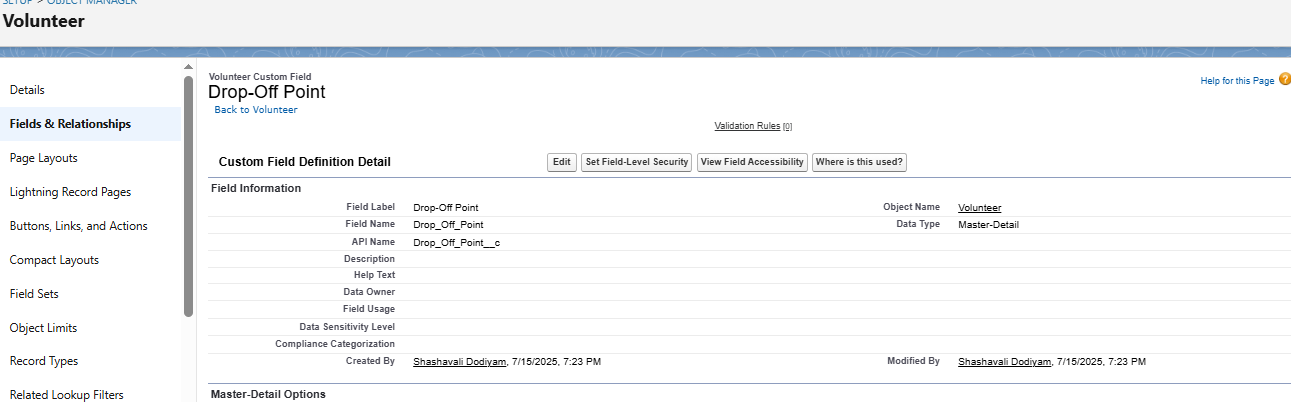 SETUP > OBJECT MANAGER
Volunteer
Details
Fields & Relationships
Page Layouts
Lightning Record Pages
Buttons, Links, and Actions
Compact Layouts
Field Sets
Object Limits
Record Types
Related Lookup Filters
Volunteer Custom Field
Drop-Off Point
Back to Volunteer
Help for this Page ?
Validation Rules [0]
Custom Field Definition Detail
Edit Set Field-Level Security View Field Accessibility Where is this used?
Field Information
Field Label Drop-Off Point Object Name Volunteer
Field Name Drop_Off_Point Data Type Master-Detail
API Name Drop_Off_Point__c
Description
Help Text
Data Owner
Field Usage
Data Sensitivity Level
Compliance Categorization
Created By Shashavali Dodiyam, 7/15/2025, 7:23 PM Modified By Shashavali Dodiyam, 7/15/2025, 7:23 PM
Master-Detail Options